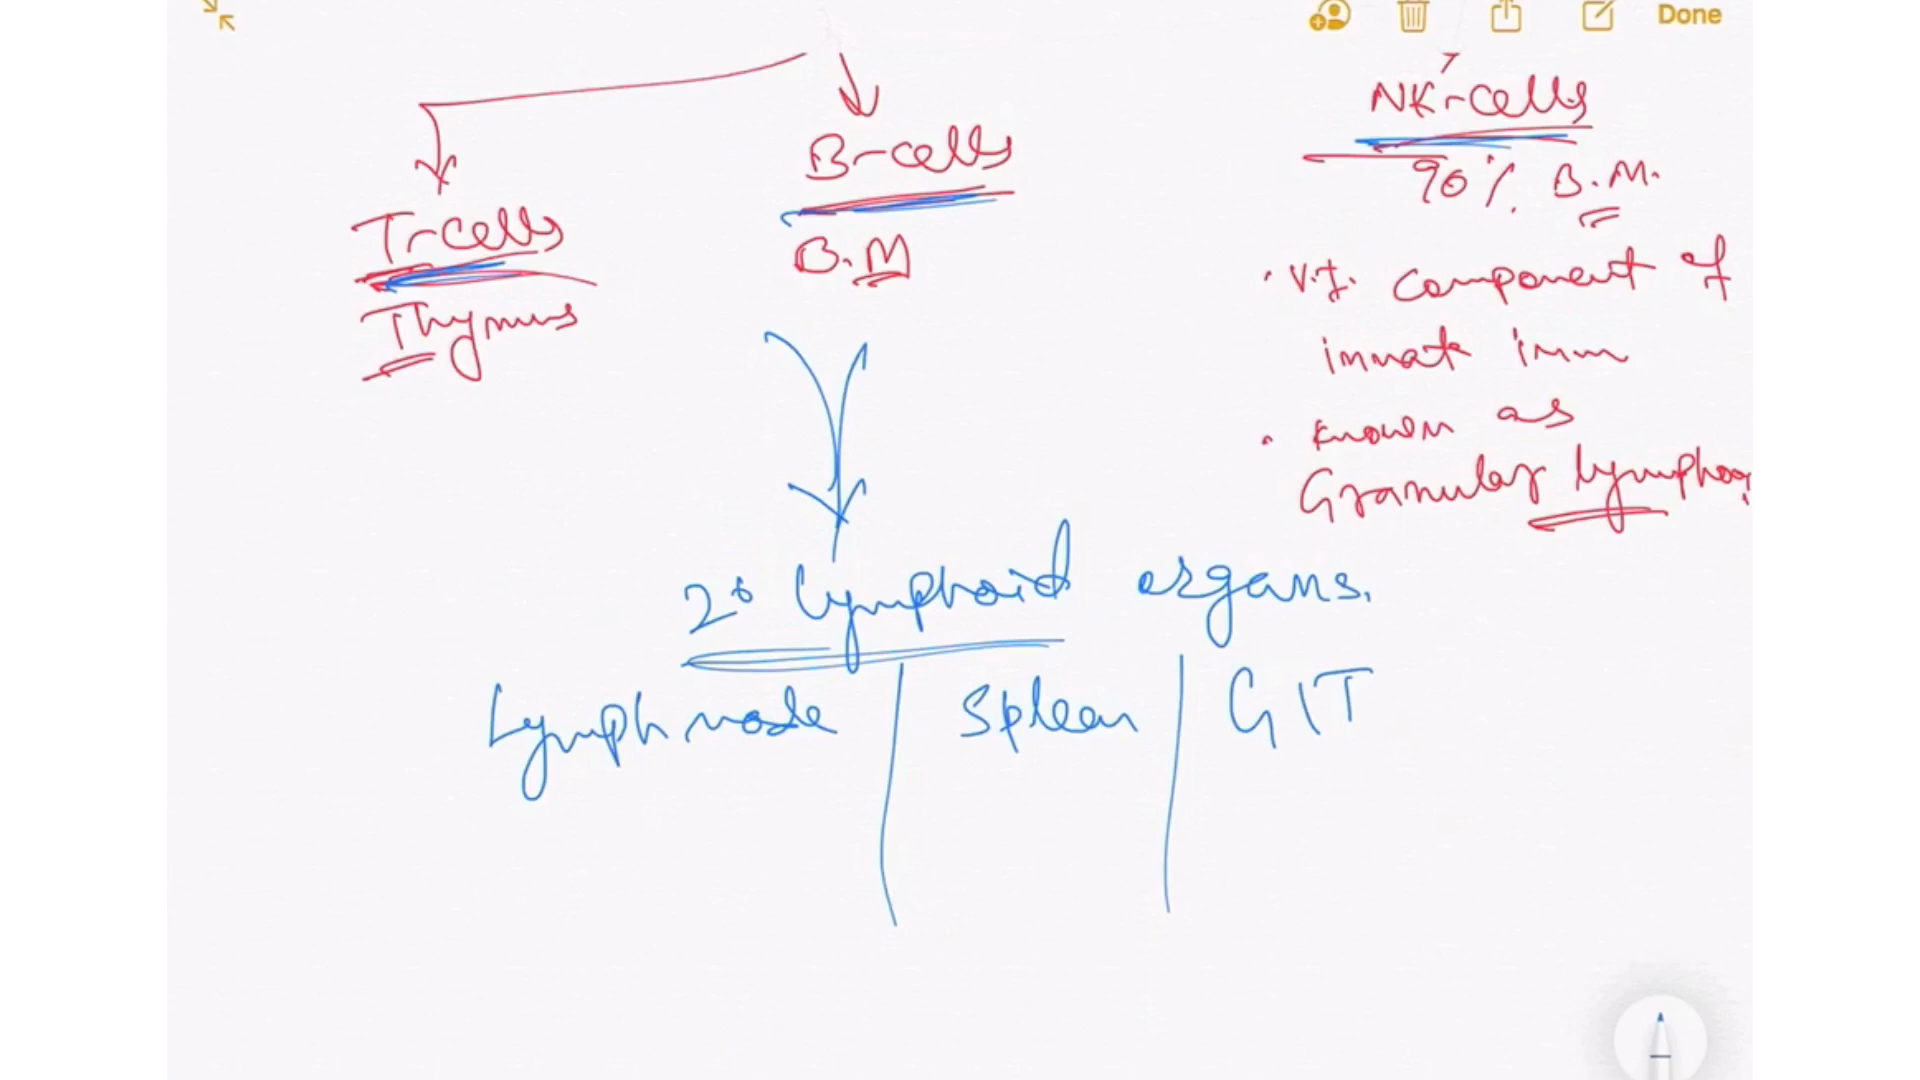 Done
NK-cells
90% B.M.
B-cells
B.M
T-cells
Thymus
• V.I. component of
innate imm
• known as
Granular lympho
2° lymphoid organs.
Lymph node | Spleen | GIT